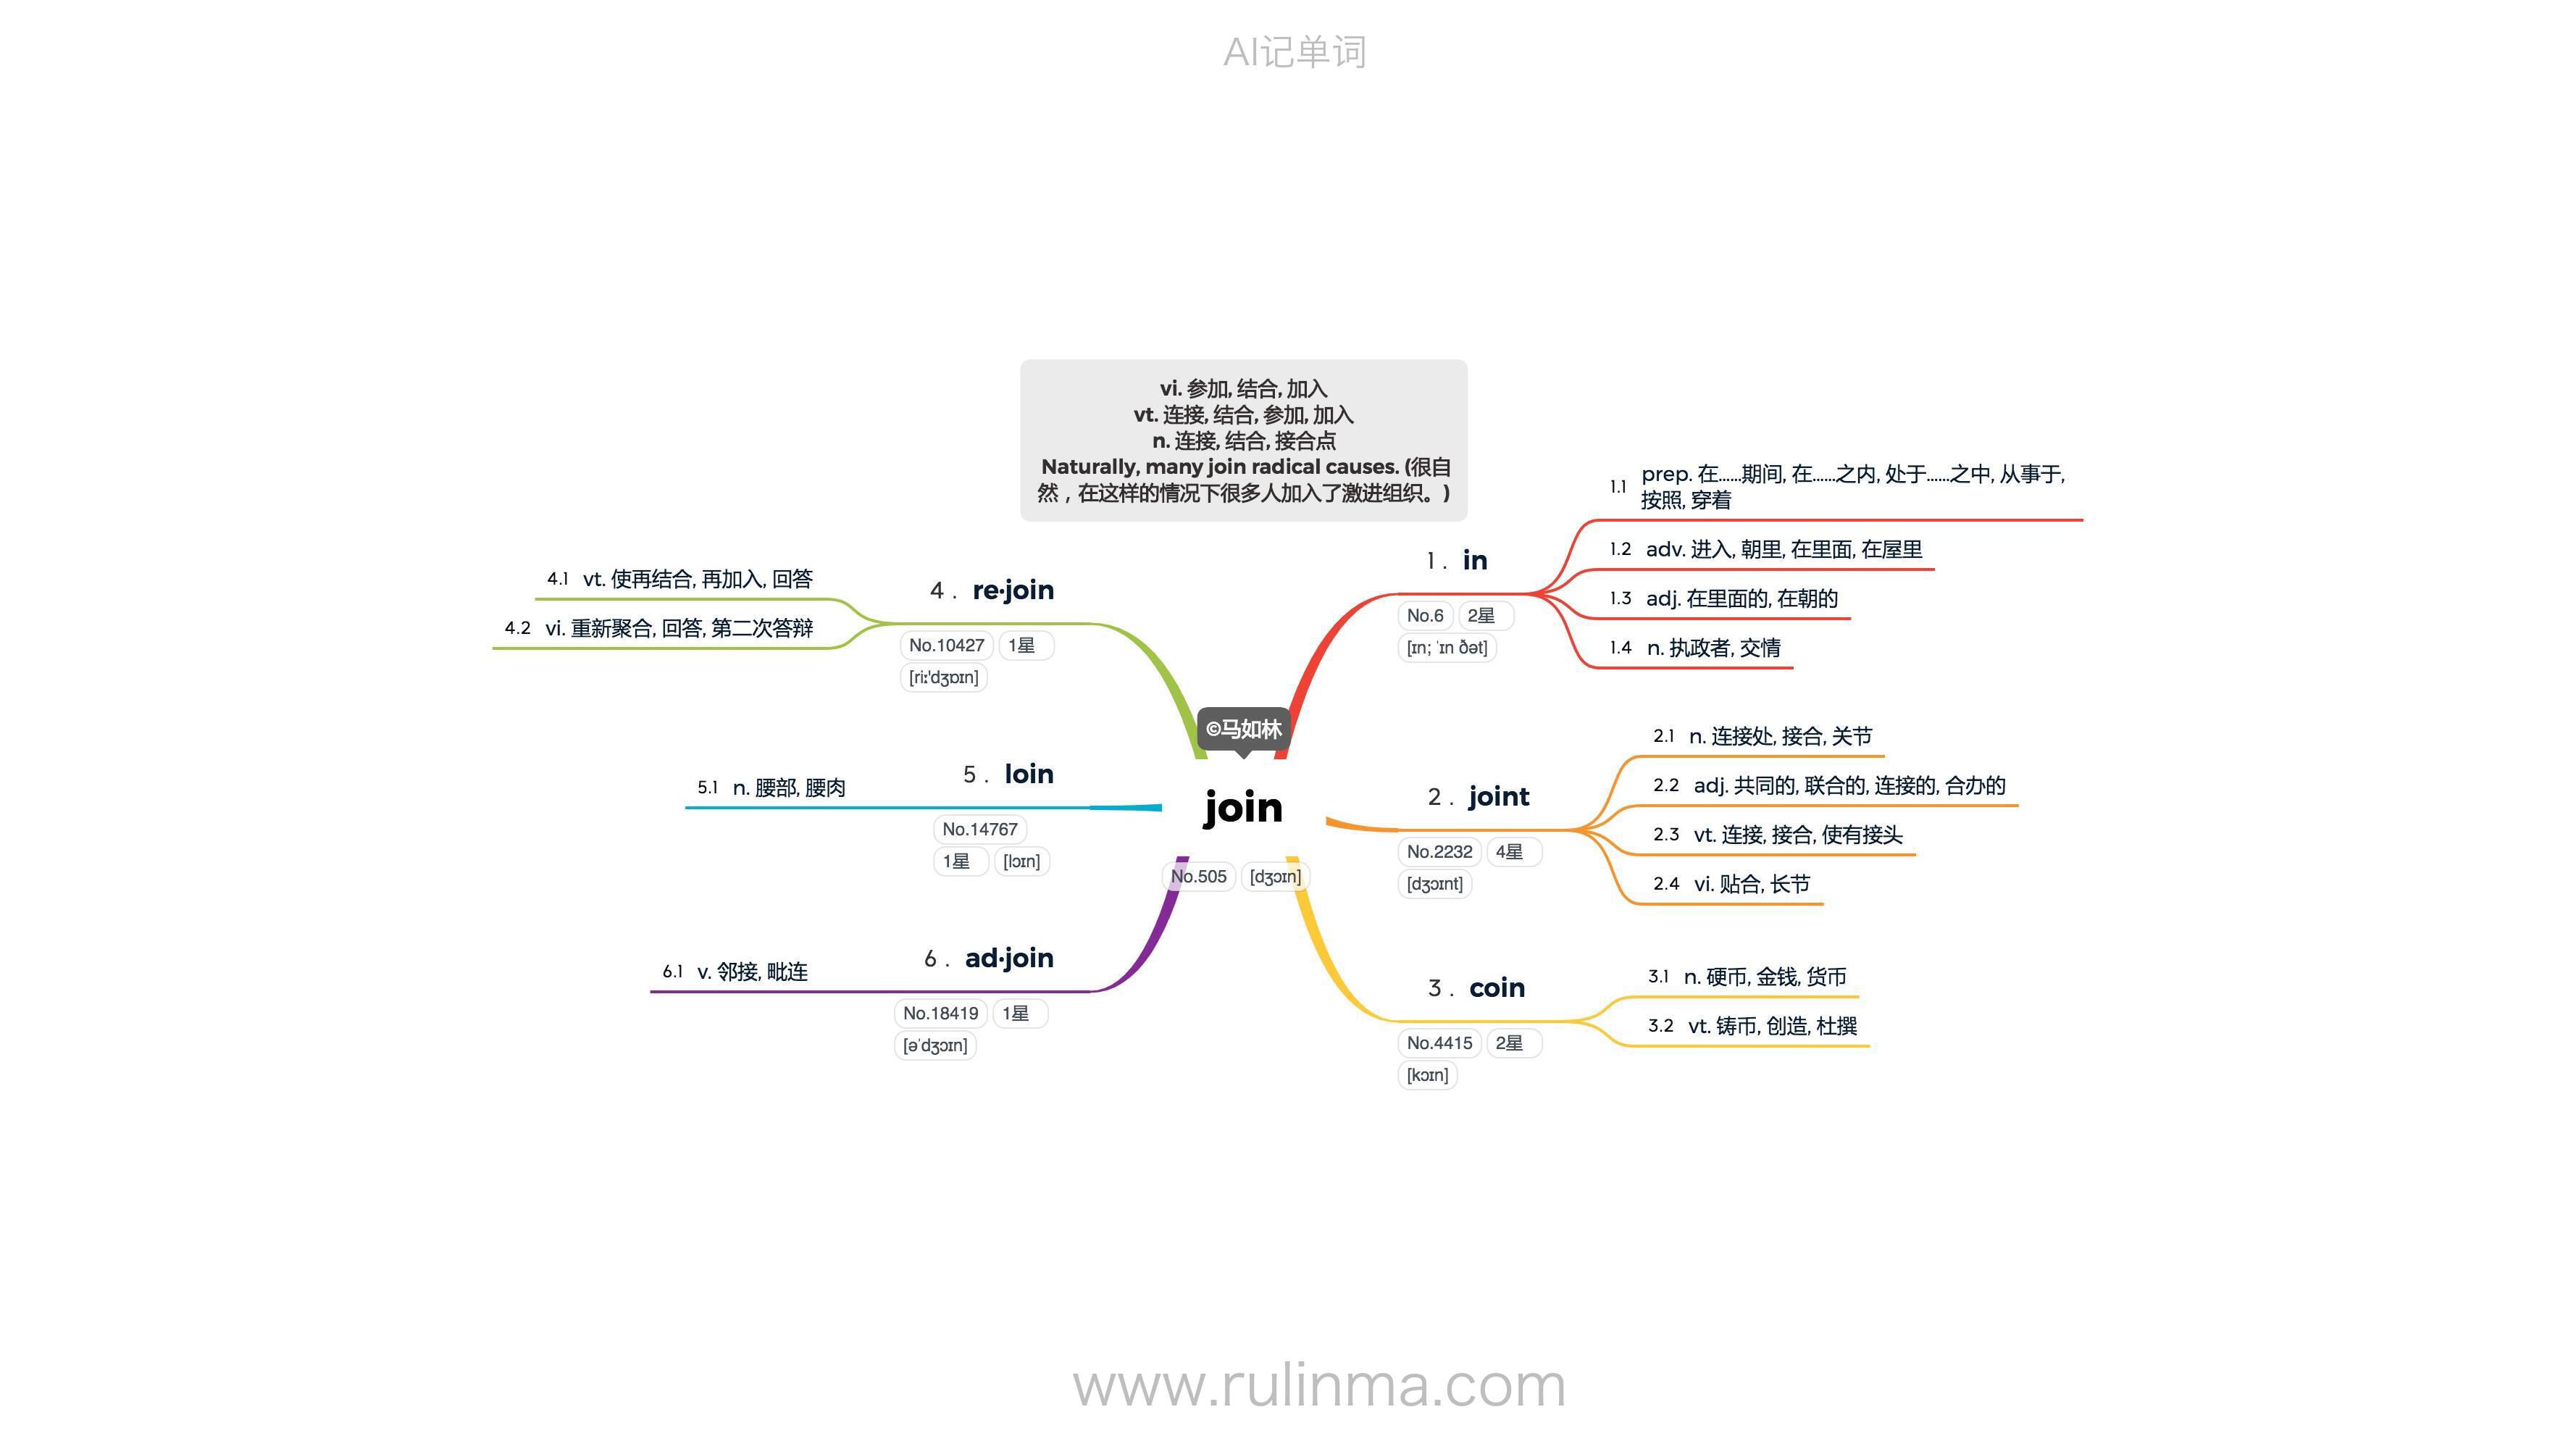 AI记单词
vi. 参加, 结合, 加入
vt. 连接, 结合, 参加, 加入
n. 连接, 结合, 接合点
Naturally, many join radical causes. (很自
然，在这样的情况下很多人加入了激进组织。)
©马如林
join
No.505 [dʒɔɪn]
1 . in
No.6 2星
[ɪn; ˈɪn ðət]
1.1 prep. 在……期间, 在……之内, 处于……之中, 从事于,
按照, 穿着
1.2 adv. 进入, 朝里, 在里面, 在屋里
1.3 adj. 在里面的, 在朝的
1.4 n. 执政者, 交情
2 . joint
No.2232 4星
[dʒɔɪnt]
2.1 n. 连接处, 接合, 关节
2.2 adj. 共同的, 联合的, 连接的, 合办的
2.3 vt. 连接, 接合, 使有接头
2.4 vi. 贴合, 长节
3 . coin
No.4415 2星
[kɔɪn]
3.1 n. 硬币, 金钱, 货币
3.2 vt. 铸币, 创造, 杜撰
4 . re·join
No.10427 1星
[riː'dʒɒɪn]
4.1 vt. 使再结合, 再加入, 回答
4.2 vi. 重新聚合, 回答, 第二次答辩
5 . loin
No.14767
1星 [lɔɪn]
5.1 n. 腰部, 腰肉
6 . ad·join
No.18419 1星
[əˈdʒɔɪn]
6.1 v. 邻接, 毗连
www.rulinma.com